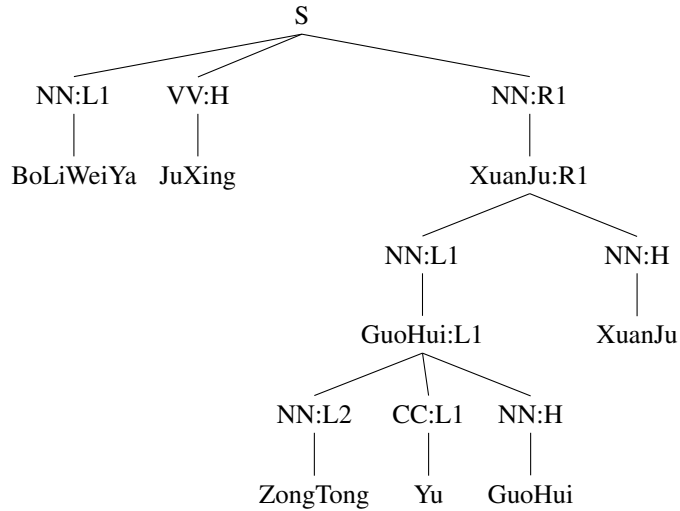 S
NN:L1 VV:H NN:R1
BoLiWeiYa JuXing XuanJu:R1
NN:L1 NN:H
GuoHui:L1 XuanJu
NN:L2 CC:L1 NN:H
ZongTong Yu GuoHui